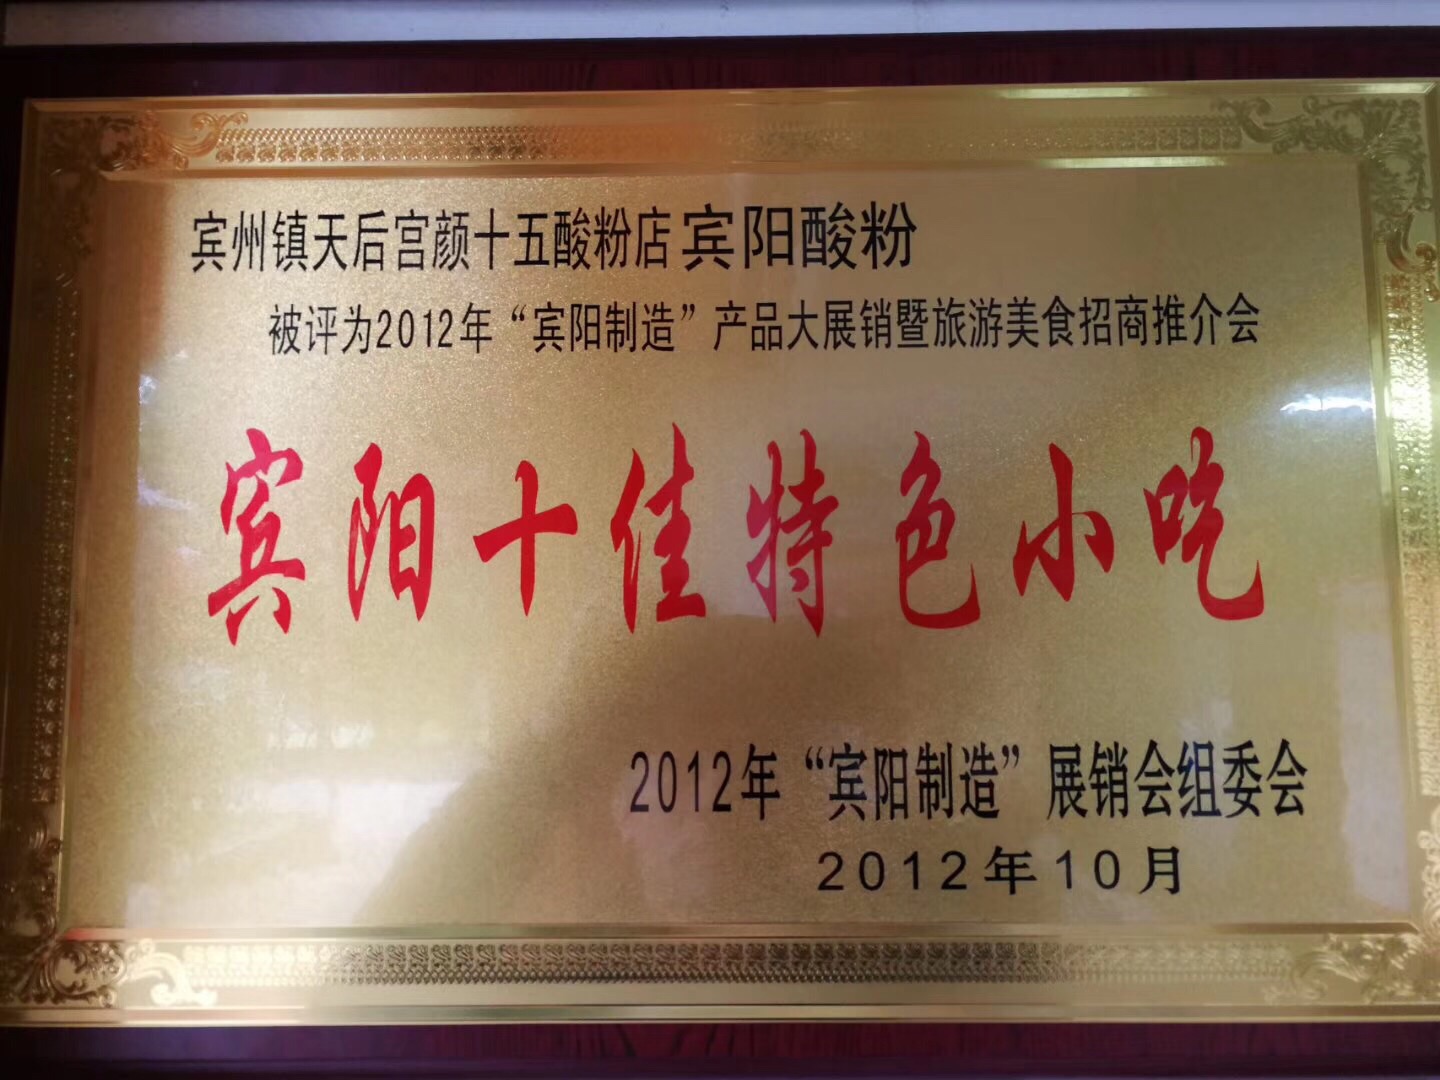 宾州镇天后宫颜十五酸粉店宾阳酸粉
被评为2012年“宾阳制造”产品大展销暨旅游美食招商推介会
宾阳十佳特色小吃
2012年“宾阳制造”展销会组委会
2012年10月